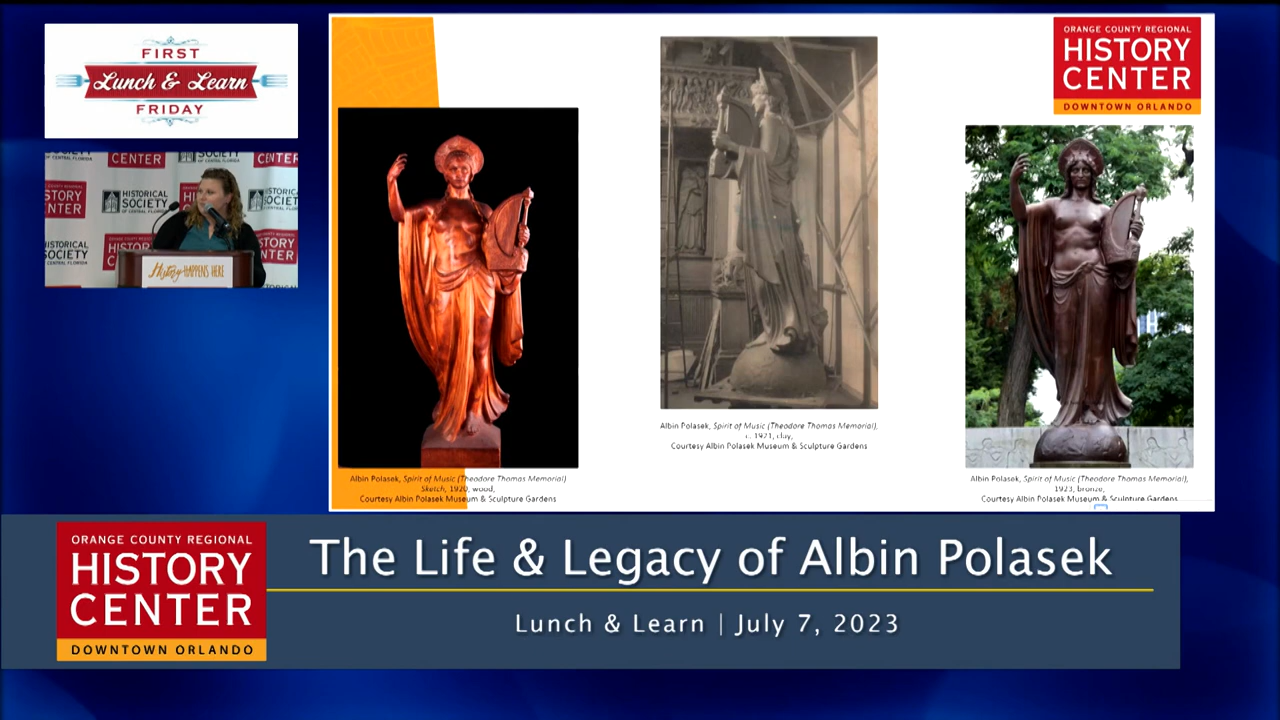 FIRST
Lunch & Learn
FRIDAY
ORANGE COUNTY REGIONAL
HISTORY
CENTER
DOWNTOWN ORLANDO
CENTER
HISTORICAL
SOCIETY
OF CENTRAL FLORIDA
History HAPPENS HERE
Albin Polasek, Spirit of Music (Theodore Thomas Memorial)
Sketch, 1920, wood,
Courtesy Albin Polasek Museum & Sculpture Gardens
Albin Polasek, Spirit of Music (Theodore Thomas Memorial),
c. 1921, clay,
Courtesy Albin Polasek Museum & Sculpture Gardens
Albin Polasek, Spirit of Music (Theodore Thomas Memorial),
1923, bronze,
Courtesy Albin Polasek Museum & Sculpture Gardens
ORANGE COUNTY REGIONAL
HISTORY
CENTER
DOWNTOWN ORLANDO
The Life & Legacy of Albin Polasek
Lunch & Learn | July 7, 2023